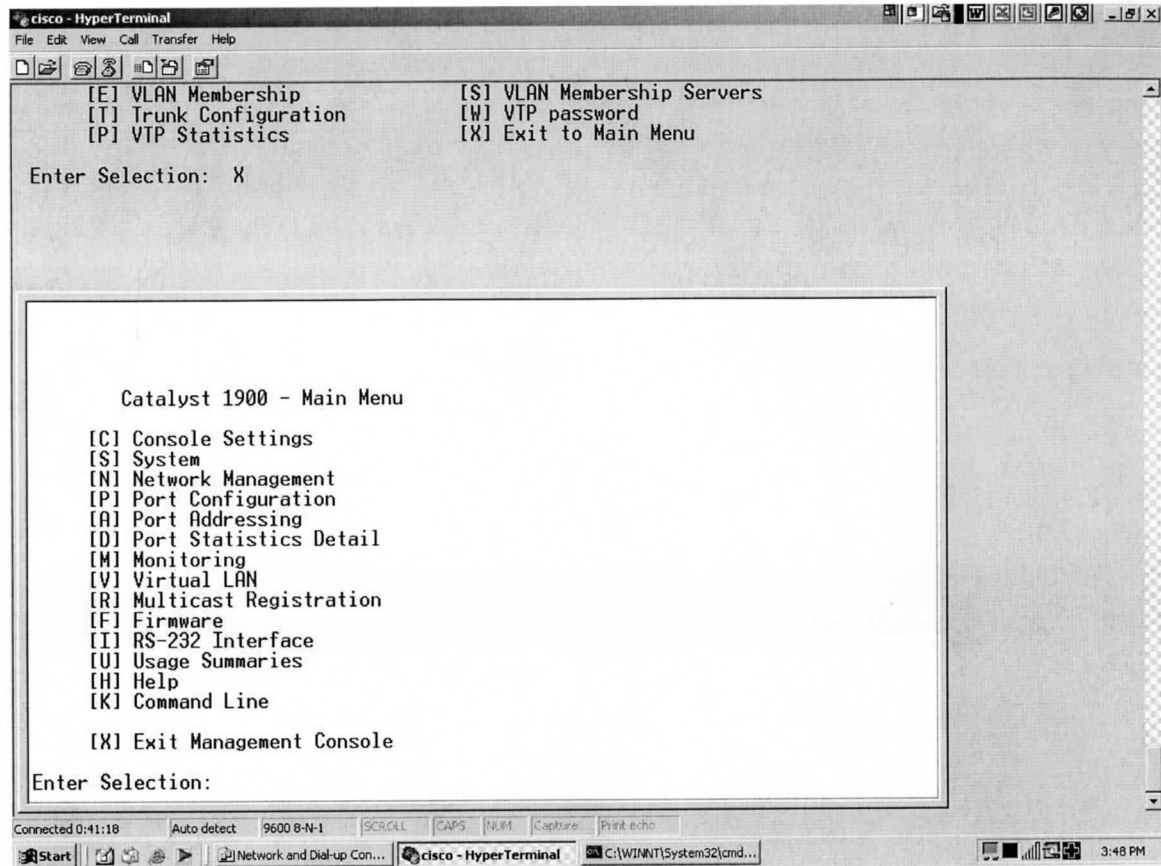 cisco - HyperTerminal
File Edit View Call Transfer Help
[E] VLAN Membership [S] VLAN Membership Servers
[T] Trunk Configuration [W] VTP password
[P] VTP Statistics [X] Exit to Main Menu
Enter Selection: X
Catalyst 1900 - Main Menu
[C] Console Settings
[S] System
[N] Network Management
[P] Port Configuration
[A] Port Addressing
[D] Port Statistics Detail
[M] Monitoring
[V] Virtual LAN
[R] Multicast Registration
[F] Firmware
[I] RS-232 Interface
[U] Usage Summaries
[H] Help
[K] Command Line
[X] Exit Management Console
Enter Selection:
Connected 0:41:18 Auto detect 9600 8-N-1 SCROLL CAPS NUM Capture Print echo
Start Network and Dial-up Con... cisco - HyperTerminal C:\WINNT\System32\cmd... 3:48 PM